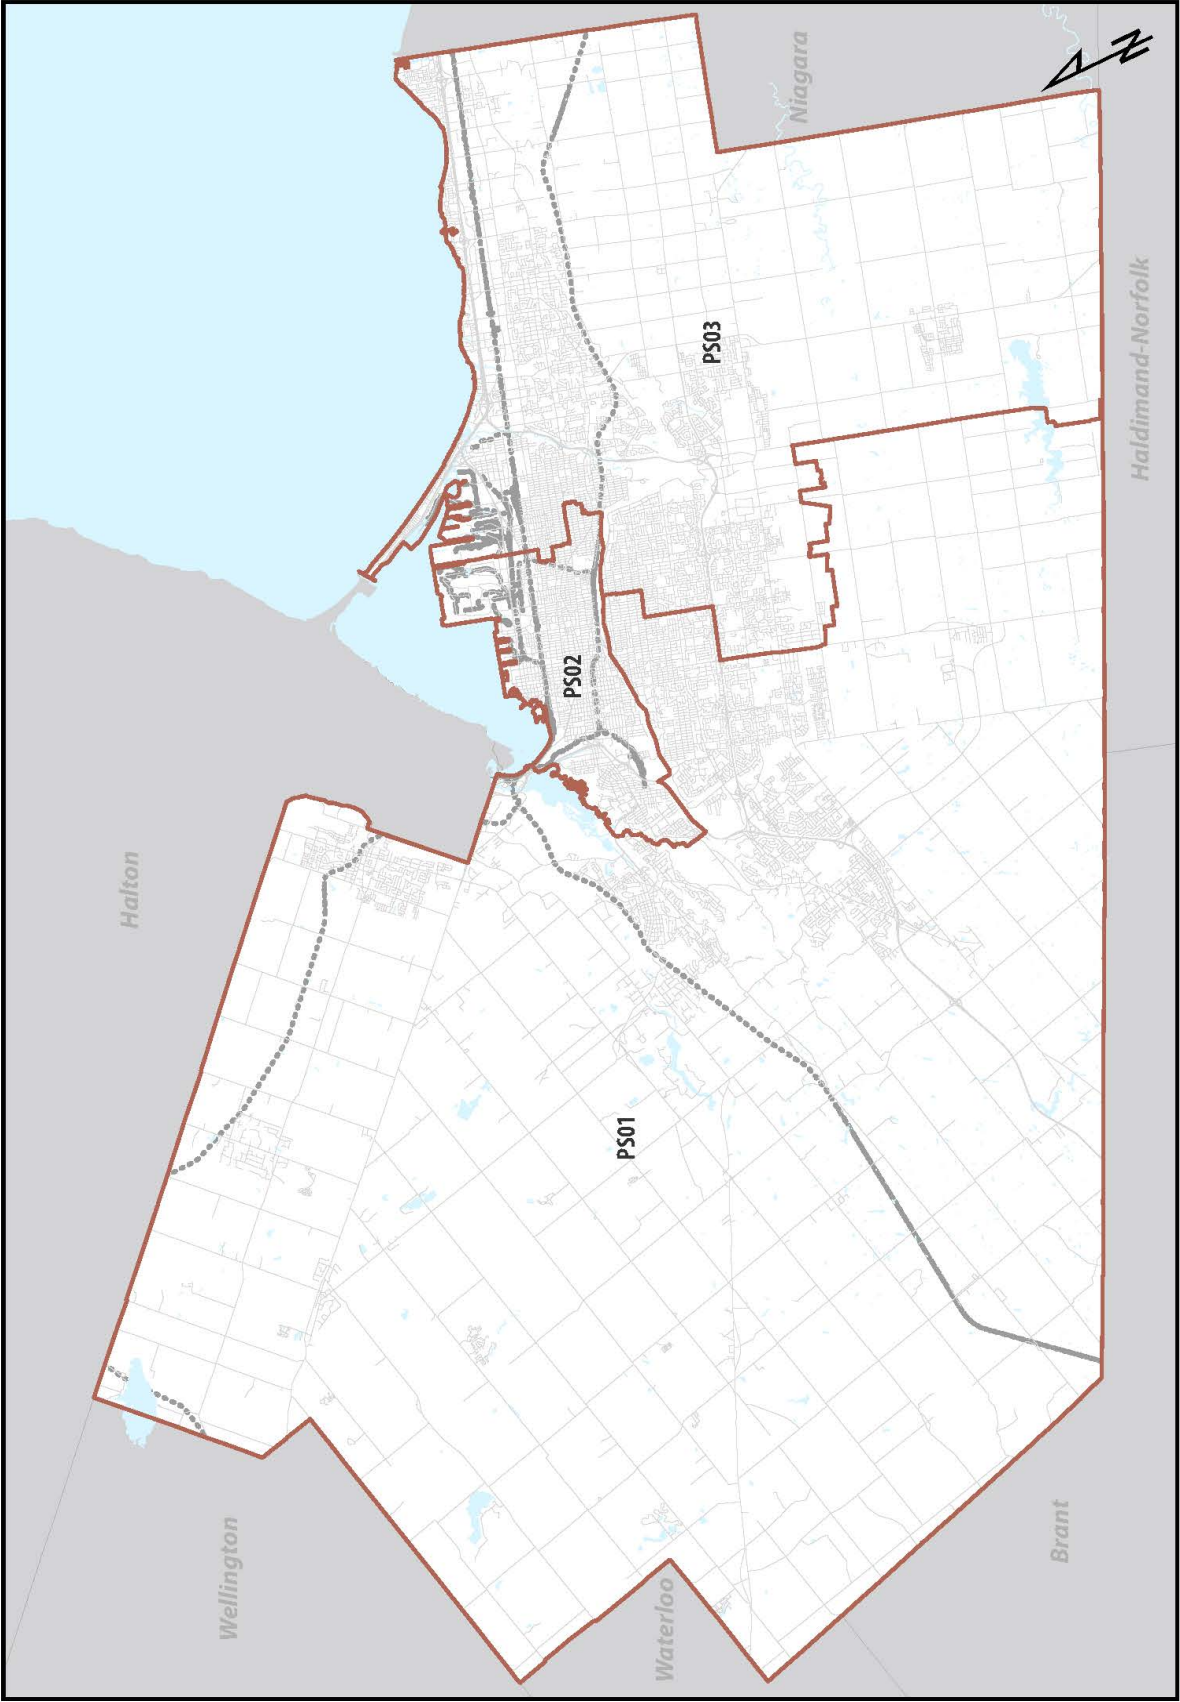 Niagara
Haldimand-Norfolk
PS03
PS02
Halton
PS01
Wellington
Waterloo
Brant
N